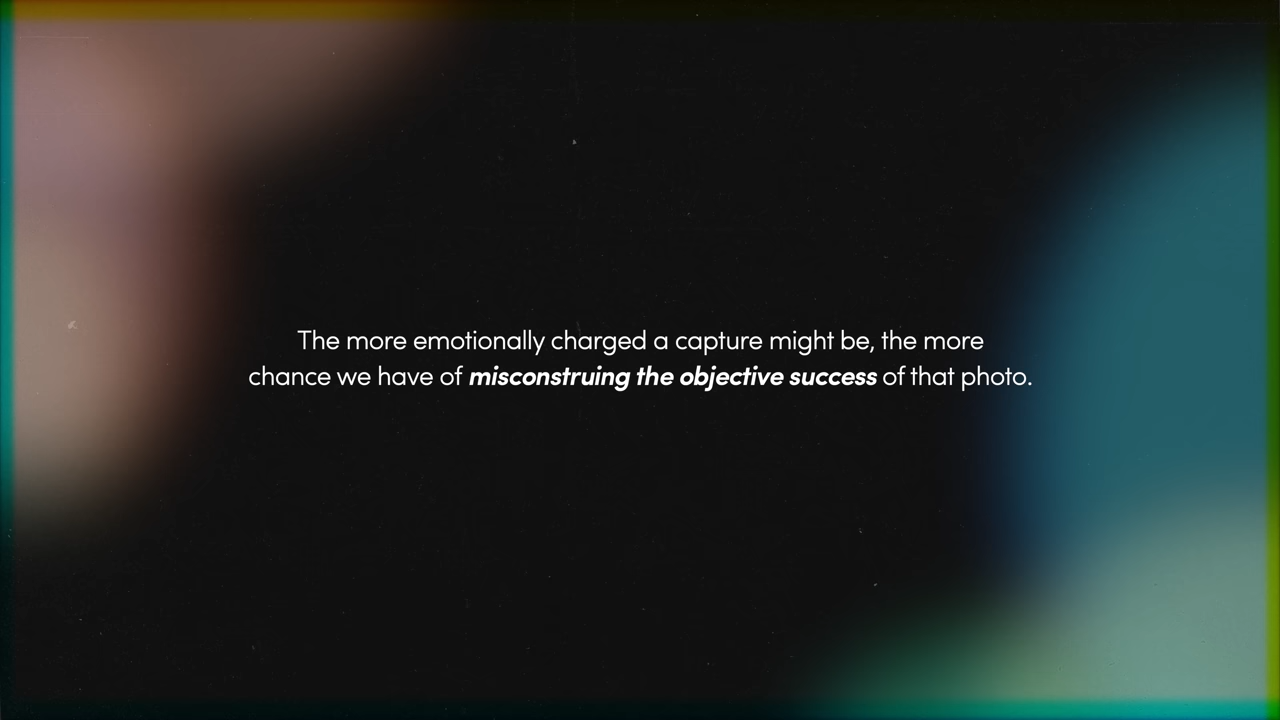 The more emotionally charged a capture might be, the more
chance we have of misconstruing the objective success of that photo.